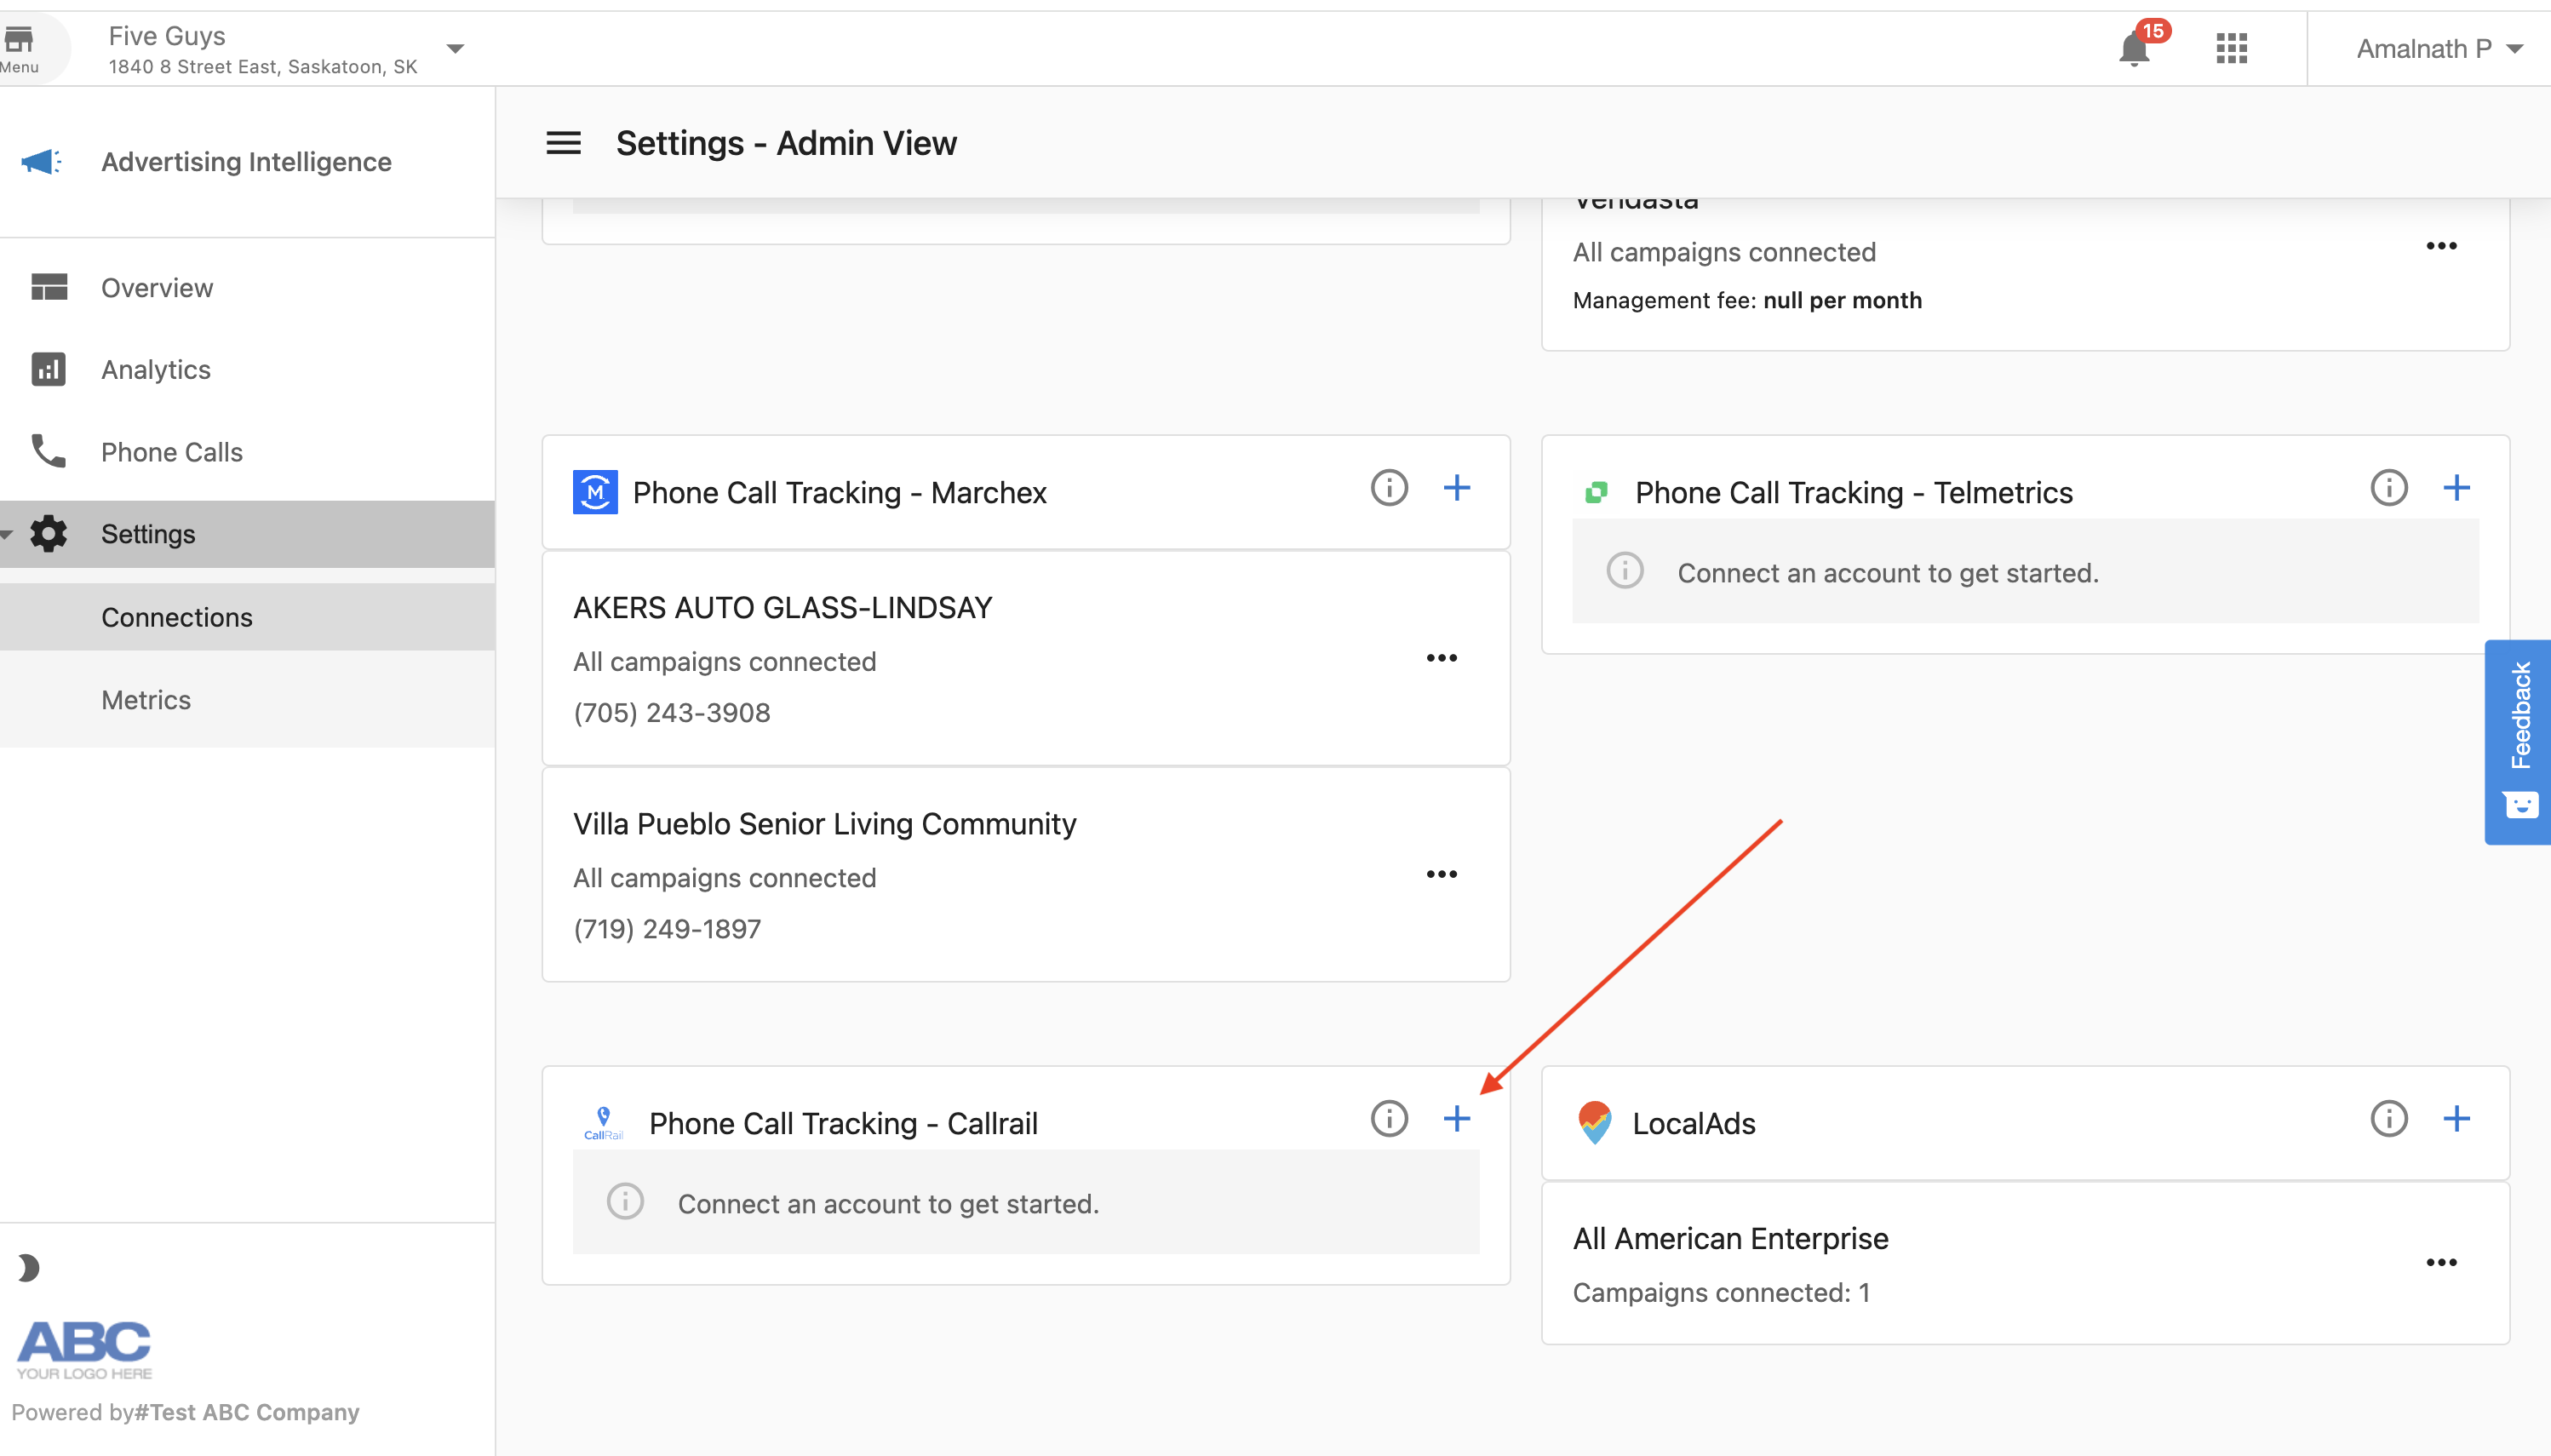 Menu
Five Guys
1840 8 Street East, Saskatoon, SK
15
Amalnath P
Advertising Intelligence
Overview
Analytics
Phone Calls
Settings
Connections
Metrics
ABC
YOUR LOGO HERE
Powered by#Test ABC Company
Settings - Admin View
Vendasta
All campaigns connected
Management fee: null per month
M
Phone Call Tracking - Marchex
AKERS AUTO GLASS-LINDSAY
All campaigns connected
(705) 243-3908
Villa Pueblo Senior Living Community
All campaigns connected
(719) 249-1897
Phone Call Tracking - Telmetrics
Connect an account to get started.
Feedback
CallRail
Phone Call Tracking - Callrail
Connect an account to get started.
LocalAds
All American Enterprise
Campaigns connected: 1